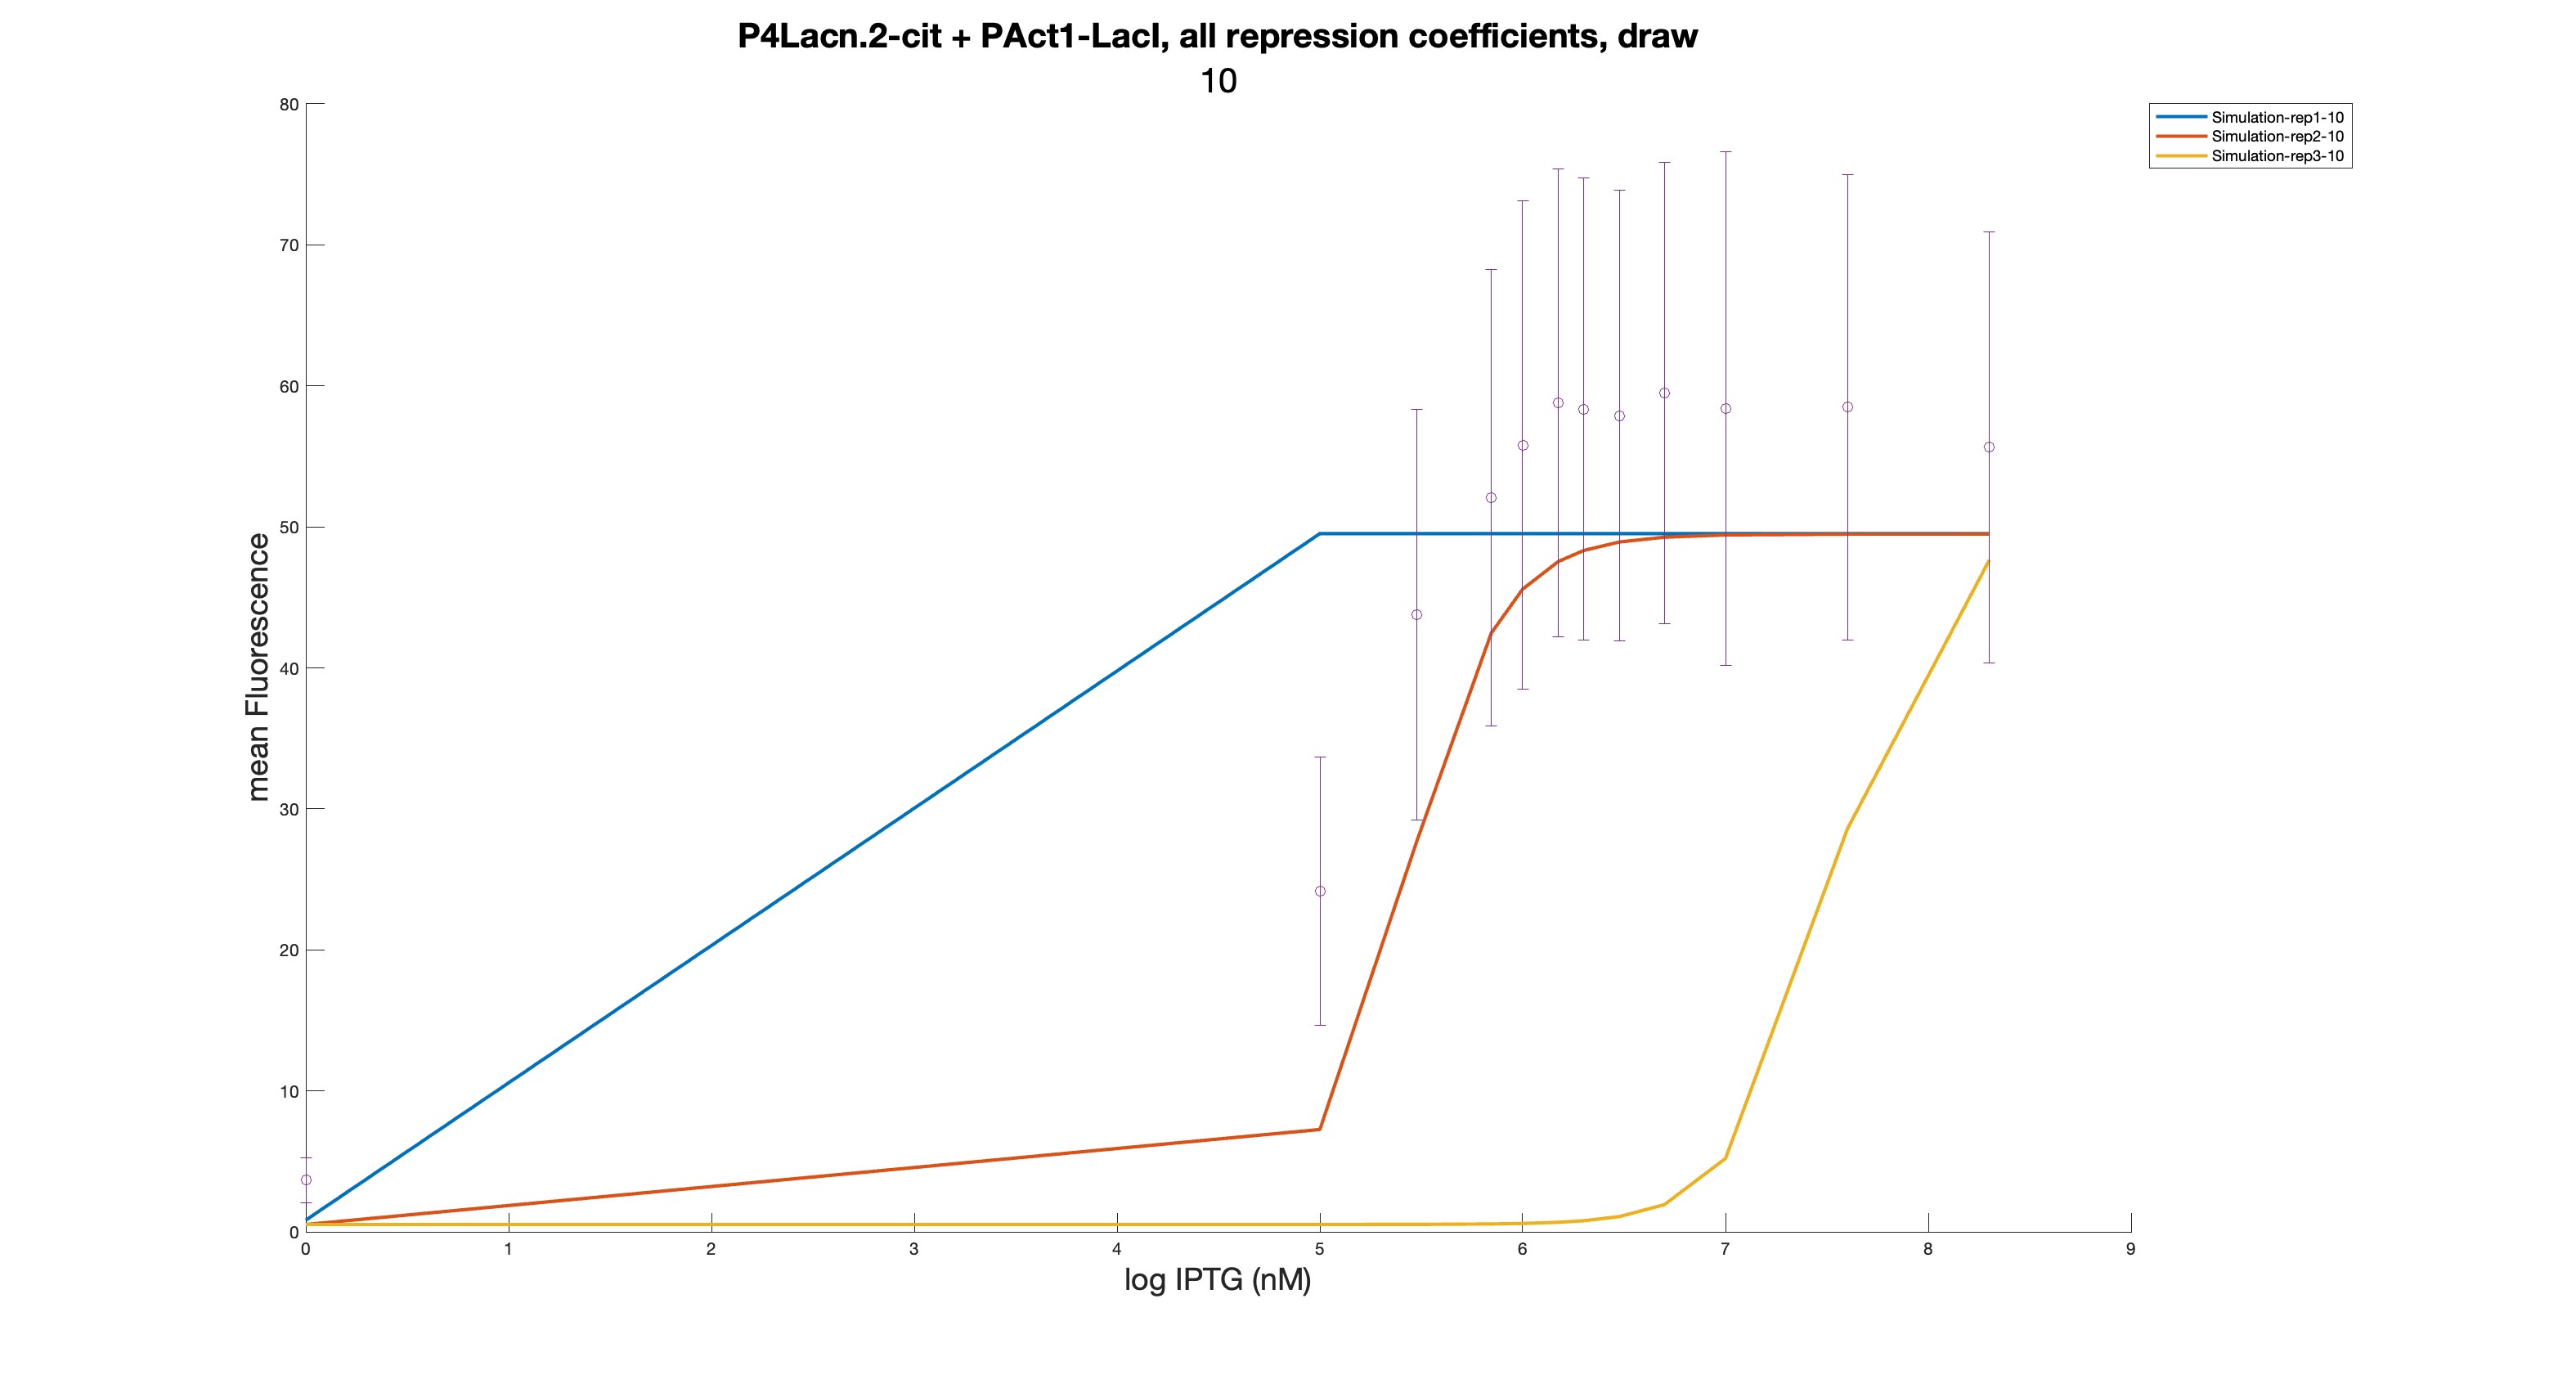 P4Lacn.2-cit + PAct1-LacI, all repression coefficients, draw
10
80
70
60
50
40
30
20
10
0
mean Fluorescence
0 1 2 3 4 5 6 7 8 9
log IPTG (nM)
Simulation-rep1-10
Simulation-rep2-10
Simulation-rep3-10